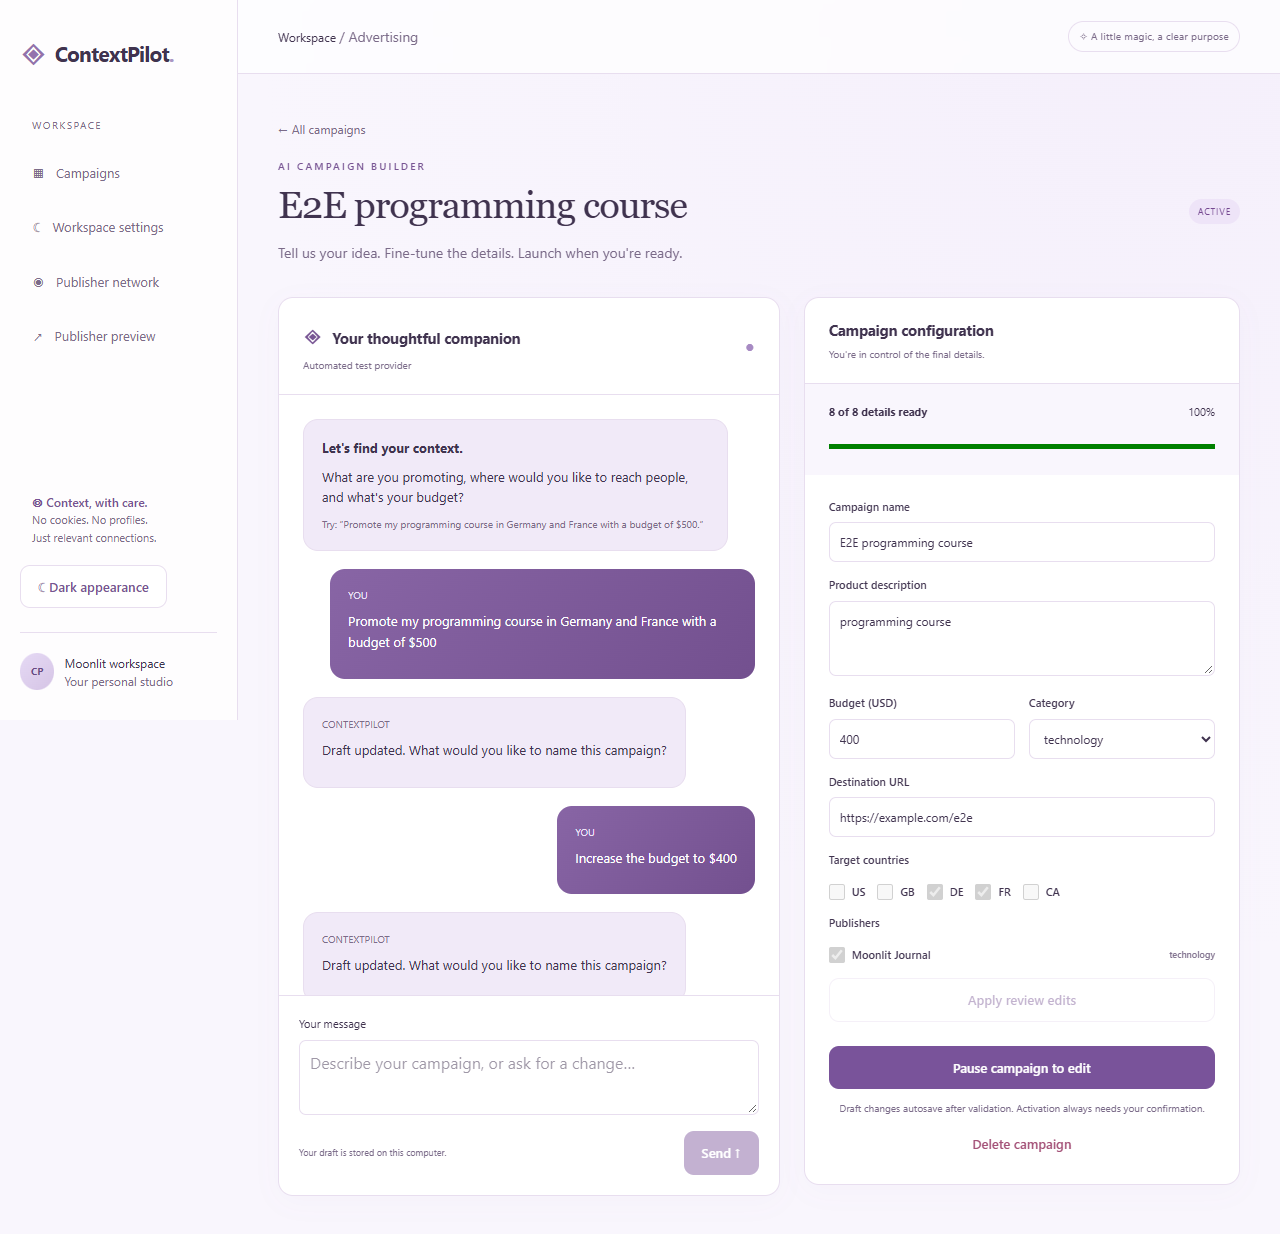 ContextPilot.
WORKSPACE
Campaigns
Workspace settings
Publisher network
Publisher preview
Context, with care.
No cookies. No profiles.
Just relevant connections.
Dark appearance
CP
Moonlit workspace
Your personal studio
Workspace / Advertising
A little magic, a clear purpose
← All campaigns
AI CAMPAIGN BUILDER
E2E programming course
ACTIVE
Tell us your idea. Fine-tune the details. Launch when you're ready.
Your thoughtful companion
Automated test provider
Let's find your context.
What are you promoting, where would you like to reach people,
and what's your budget?
Try: "Promote my programming course in Germany and France with a budget of $500."
YOU
Promote my programming course in Germany and France with a
budget of $500
CONTEXTPILOT
Draft updated. What would you like to name this campaign?
YOU
Increase the budget to $400
CONTEXTPILOT
Draft updated. What would you like to name this campaign?
Your message
Describe your campaign, or ask for a change...
Your draft is stored on this computer.
Send ↑
Campaign configuration
You're in control of the final details.
8 of 8 details ready
100%
Campaign name
E2E programming course
Product description
programming course
Budget (USD)
Category
400
technology
Destination URL
https://example.com/e2e
Target countries
US GB DE FR CA
Publishers
Moonlit Journal
technology
Apply review edits
Pause campaign to edit
Draft changes autosave after validation. Activation always needs your confirmation.
Delete campaign